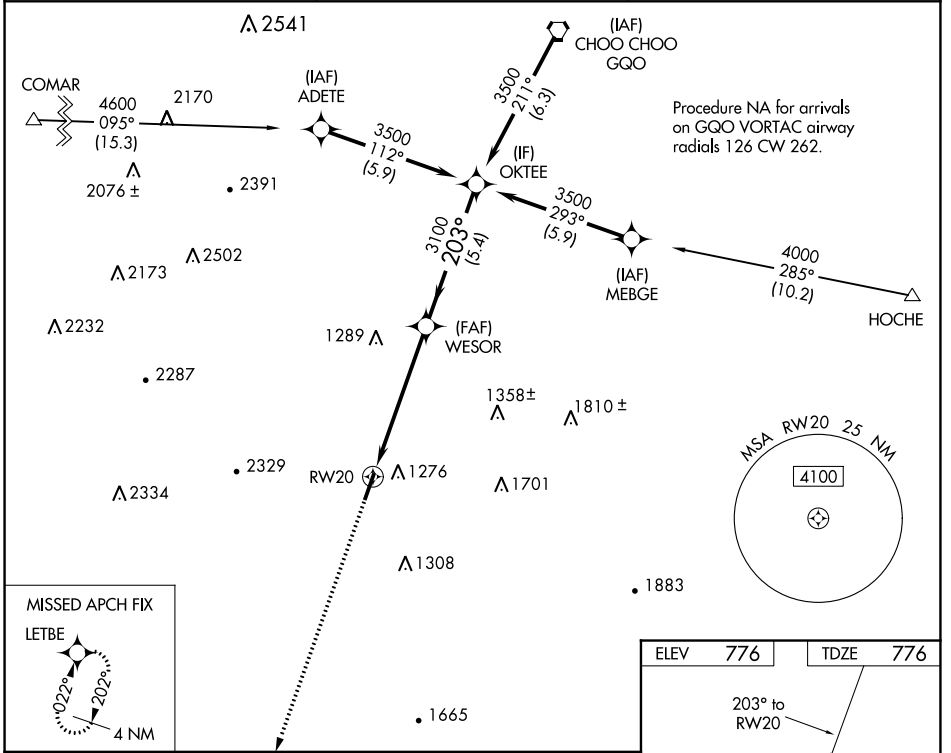 2541
(IAF)
CHOO CHOO
GQO
COMAR
4600
095°
(15.3)
2170
(IAF)
ADETE
3500
211°
(6.3)
Procedure NA for arrivals
on GQO VORTAC airway
radials 126 CW 262.
3500
112°
(5.9)
(IF)
OKTEE
2076 ±
2391
3500
293°
(5.9)
3100
203°
(5.4)
4000
285°
(10.2)
2502
2173
(IAF)
MEBGE
HOCHE
2232
1289
(FAF)
WESOR
2287
1358 ±
1810 ±
MSA RW20 25 NM
4100
2329
RW20
1276
1701
2334
1308
1883
MISSED APCH FIX
LETBE
022°
202°
4 NM
ELEV 776
TDZE 776
203° to
RW20
1665